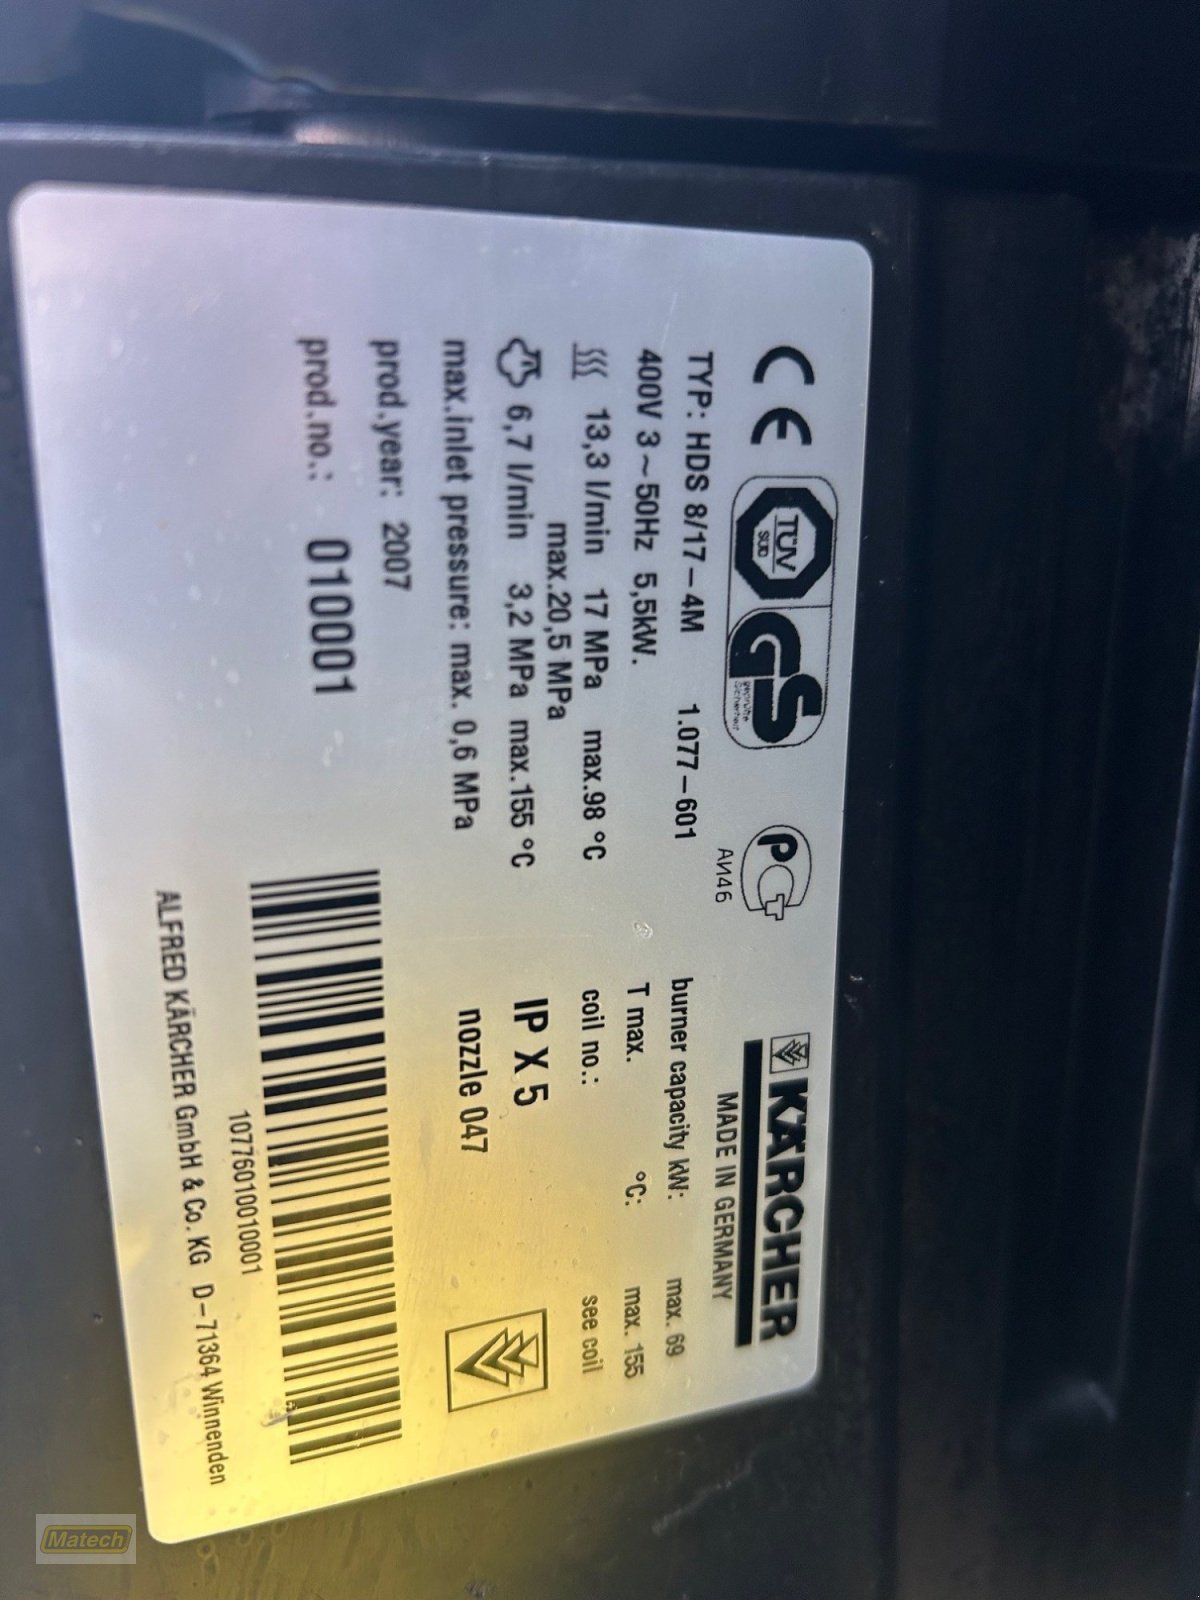 CE TÜV SÜD GS geprüfte Sicherheit
АИ46
KÄRCHER
MADE IN GERMANY
TYP: HDS 8/17-4M 1.077-601
400V 3~50Hz 5,5kW.
13,3 l/min 17 MPa max.98 °C
max.20,5 MPa
6,7 l/min 3,2 MPa max.155 °C
max.inlet pressure: max. 0,6 MPa
prod.year: 2007
prod.no.: 010001
burner capacity kW: max. 69
T max. °C: max. 155
coil no.: see coil
IP X 5
nozzle 047
10776010010001
ALFRED KÄRCHER GmbH & Co. KG D-71364 Winnenden
Matech